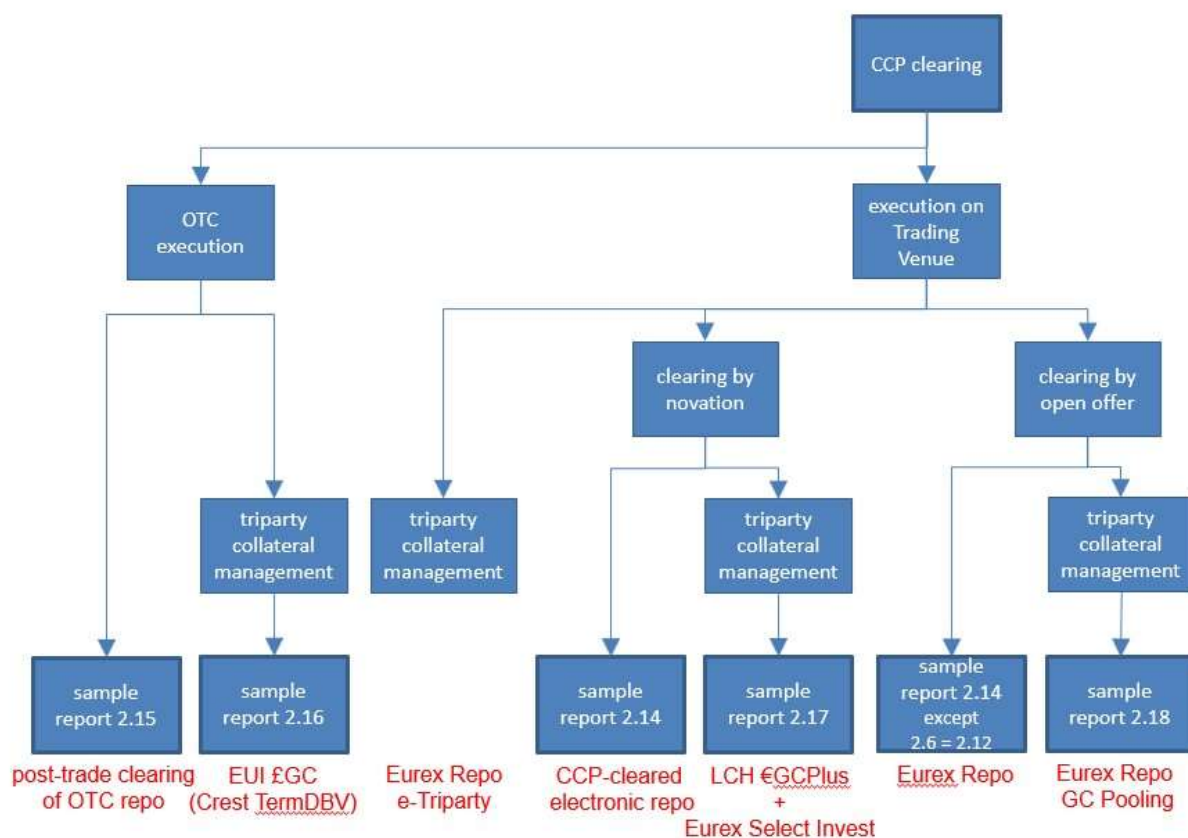 CCP clearing
OTC
execution
execution on
Trading
Venue
clearing by
novation
clearing by
open offer
triparty
collateral
management
triparty
collateral
management
triparty
collateral
management
triparty
collateral
management
sample
report 2.15
sample
report 2.16
sample
report 2.14
sample
report 2.17
sample
report 2.14
except
2.6 = 2.12
sample
report 2.18
post-trade clearing
of OTC repo
EUI £GC
(Crest TermDBV)
Eurex Repo
e-Triparty
CCP-cleared
electronic repo
LCH €GCPlus
+
Eurex Select Invest
Eurex Repo
Eurex Repo
GC Pooling